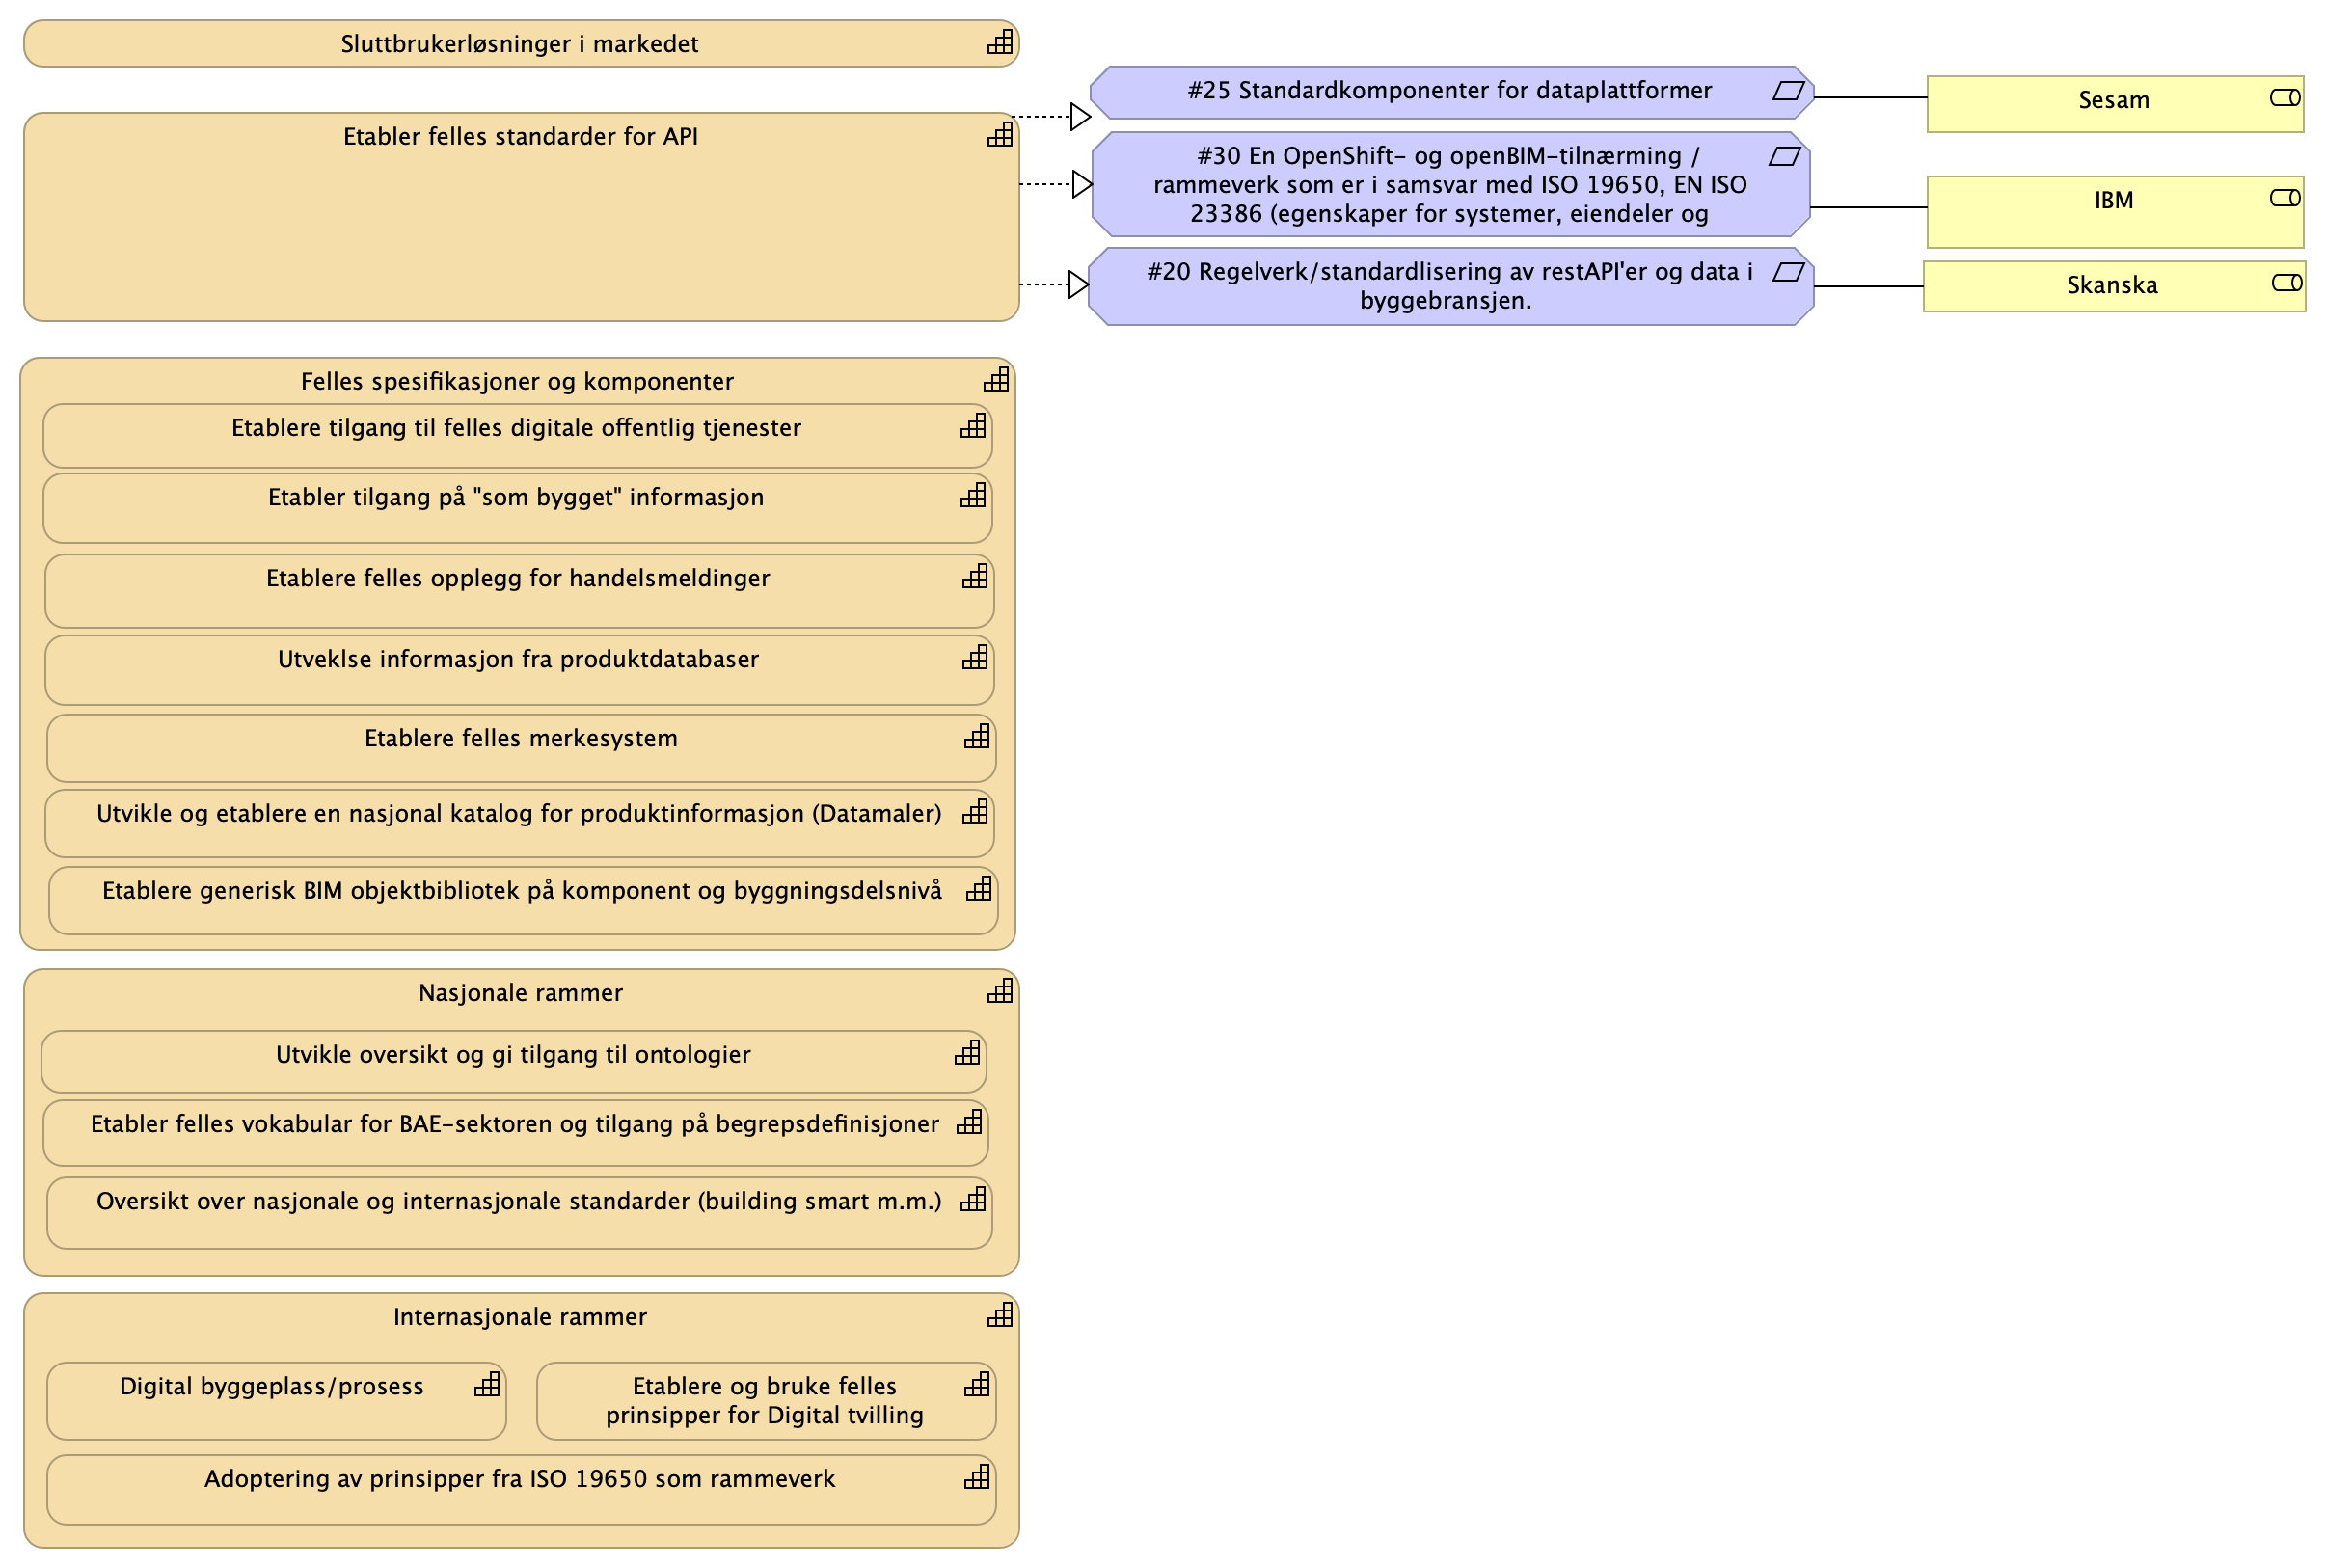 Sluttbrukerløsninger i markedet
Etabler felles standarder for API
#25 Standardkomponenter for dataplattformer
Sesam
#30 En OpenShift- og openBIM-tilnærming /
rammeverk som er i samsvar med ISO 19650, EN ISO
23386 (egenskaper for systemer, eiendeler og
IBM
#20 Regelverk/standardlisering av restAPI'er og data i
byggebransjen.
Skanska
Felles spesifikasjoner og komponenter
Etablere tilgang til felles digitale offentlig tjenester
Etabler tilgang på "som bygget" informasjon
Etablere felles opplegg for handelsmeldinger
Utveklse informasjon fra produktdatabaser
Etablere felles merkesystem
Utvikle og etablere en nasjonal katalog for produktinformasjon (Datamaler)
Etablere generisk BIM objektbibliotek på komponent og byggningsdelsnivå
Nasjonale rammer
Utvikle oversikt og gi tilgang til ontologier
Etabler felles vokabular for BAE-sektoren og tilgang på begrepsdefinisjoner
Oversikt over nasjonale og internasjonale standarder (building smart m.m.)
Internasjonale rammer
Digital byggeplass/prosess
Etablere og bruke felles
prinsipper for Digital tvilling
Adoptering av prinsipper fra ISO 19650 som rammeverk